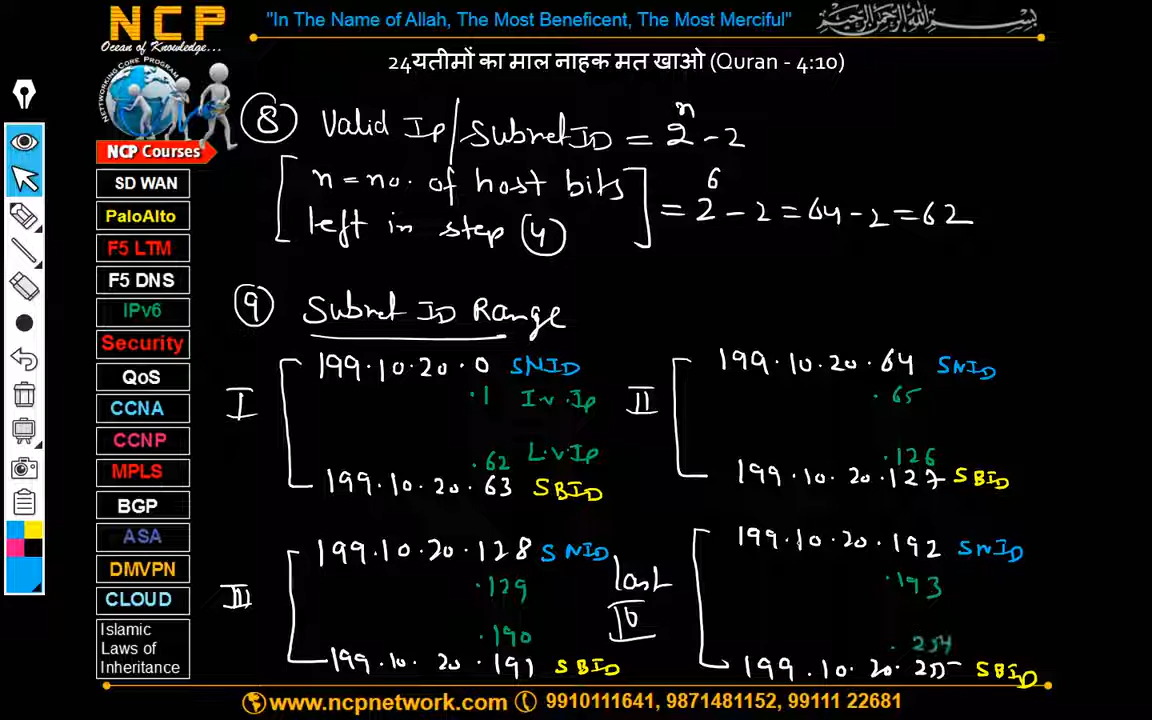 NCP
Ocean of Knowledge...
"In The Name of Allah, The Most Beneficent, The Most Merciful"
24यतीमों का माल नाहक मत खाओ (Quran - 4:10)
NETTWORKING CORE PROGRAM
NCP Courses
SD WAN
PaloAlto
F5 LTM
F5 DNS
IPv6
Security
QoS
CCNA
CCNP
MPLS
BGP
ASA
DMVPN
CLOUD
Islamic
Laws of
Inheritance
8 Valid Ip/Subnet ID = 2^n - 2
[n = no. of host bits
left in step 4] = 2^6 - 2 = 64 - 2 = 62
9 Subnet ID Range
I
199.10.20.0 SNID
.1 Iv.Ip
.62 L.v.Ip
199.10.20.63 SBID
II
199.10.20.64 SNID
.65
.126
199.10.20.127 SBID
III
199.10.20.128 SNID
.129
.190
199.10.20.191 SBID
last
IV
199.10.20.192 SNID
.193
.254
199.10.20.255 SBID
www.ncpnetwork.com 9910111641, 9871481152, 99111 22681